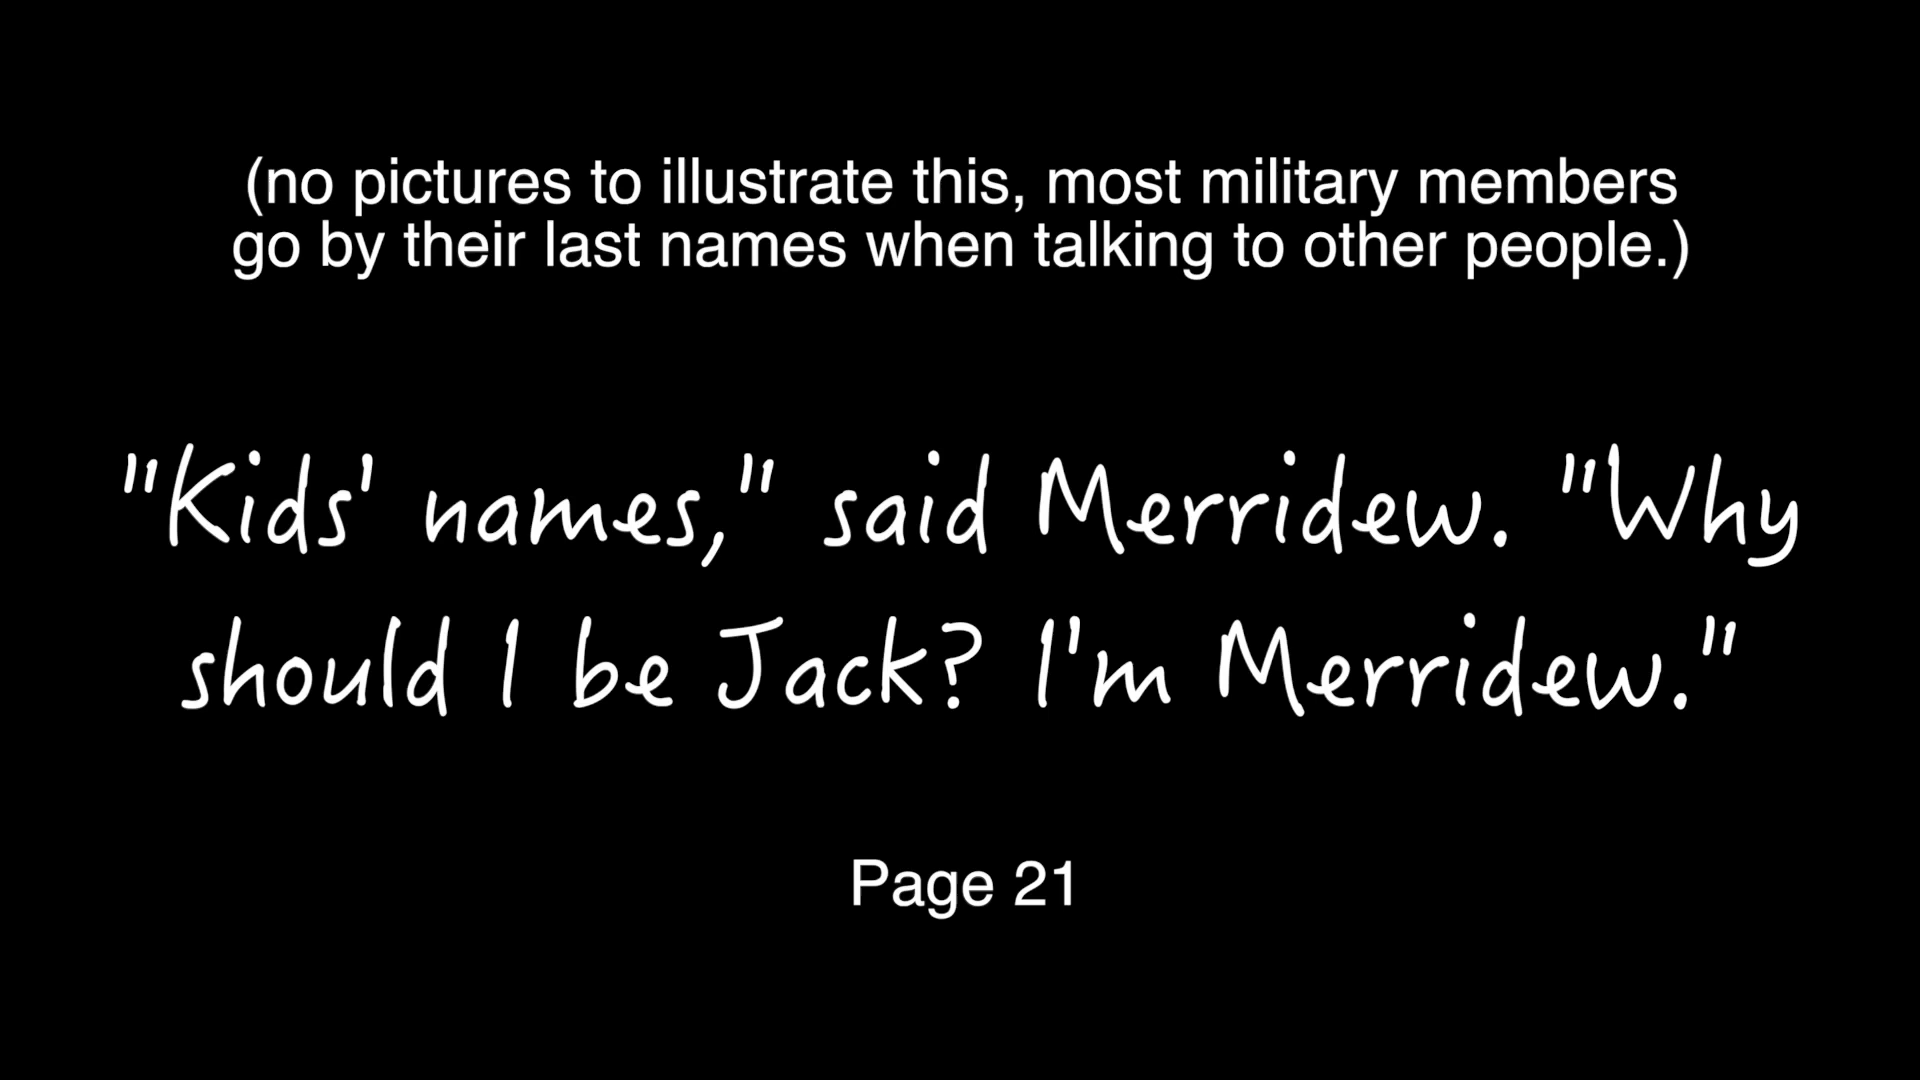 (no pictures to illustrate this, most military members
go by their last names when talking to other people.)
"Kids' names," said Merridew. "Why
should I be Jack? I'm Merridew."
Page 21